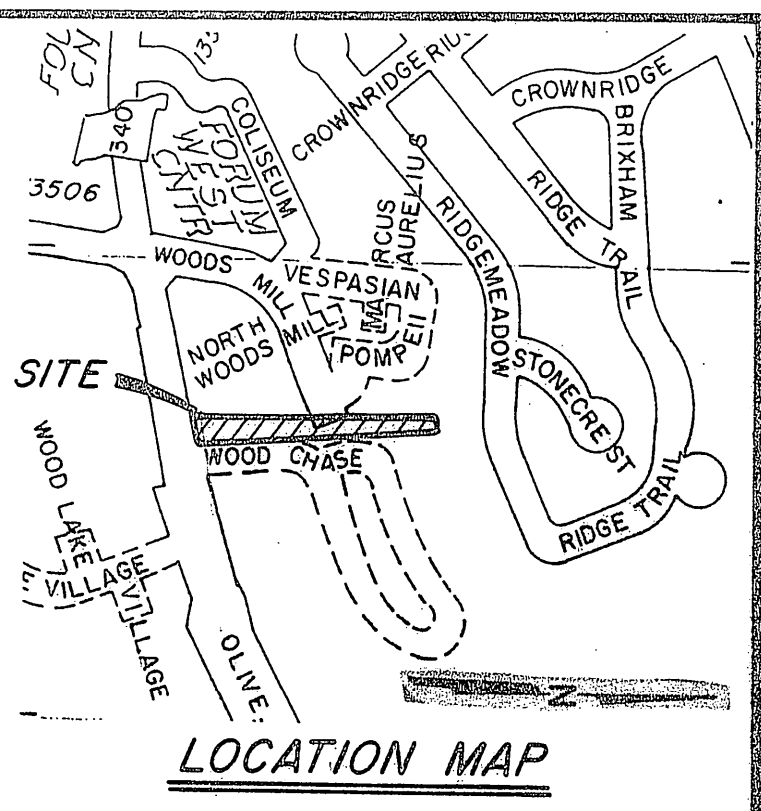 CROWNRIDGE
CROWNRIDGE
BRIXHAM
RIDGE TRAIL
COLISEUM
340
FORUM
WEST
CNTR
3506
MARCUS
AURELIUS
RIDGEMEADOW
WOODS MILL
VESPASIAN
NORTH
WOODS MILL
POMPEII
STONECREST
SITE
WOOD CHASE
WOOD LAKE
VILLAGE
VILLAGE
RIDGE TRAIL
OLIVE
N
LOCATION MAP